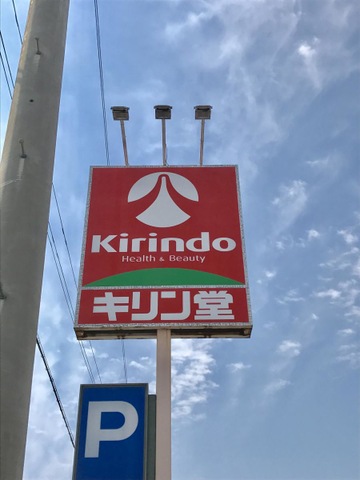 Kirindo
Health & Beauty
キリン堂
P